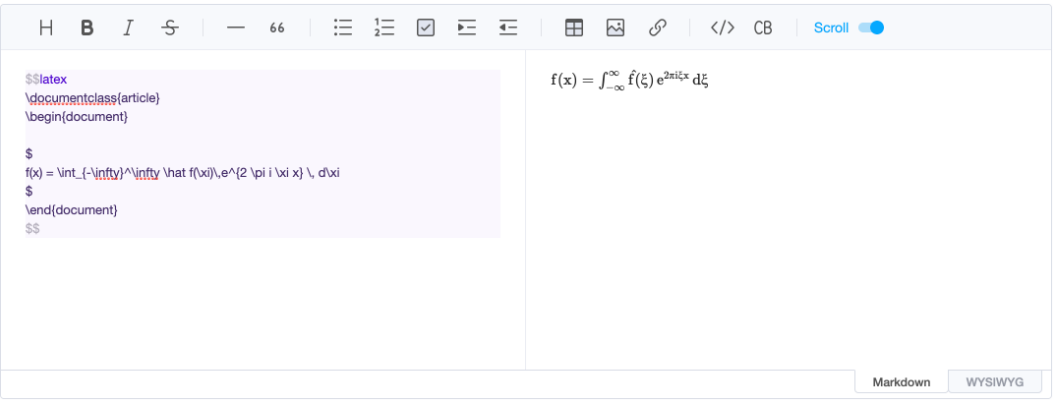 H B I S — 66 </> CB Scroll
$$latex
\documentclass{article}
\begin{document}
$
f(x) = \int_{-\infty}^\infty \hat f(\xi)\,e^{2 \pi i \xi x} \, d\xi
$
\end{document}
$$
f(x) = ∫_{-∞}^{∞} f̂(ξ) e^{2πiξx} dξ
Markdown WYSIWYG